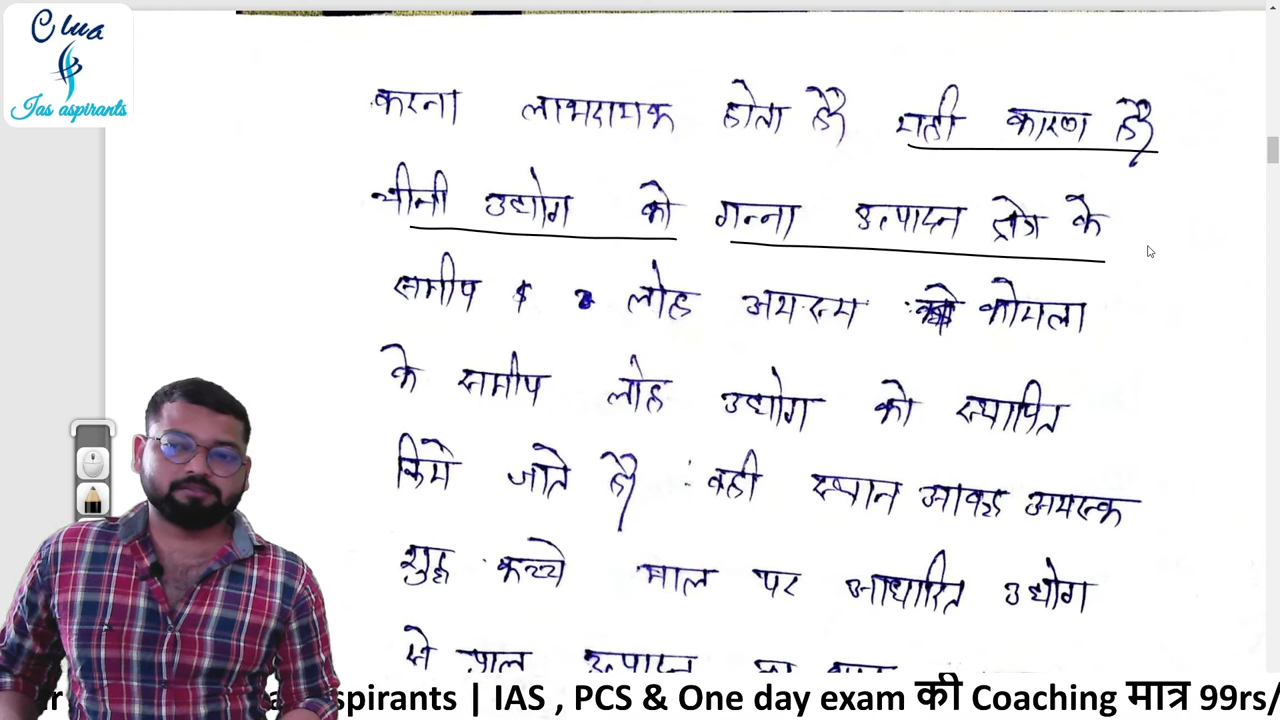 Clua
Ias aspirants
करना लाभदायक होता है यही कारण है
चीनी उद्योग को गन्ना उत्पादन क्षेत्र के
समीप लोह अयस्य कोयला
के समीप लोह उद्योग को स्थापित
किये जाते है वही स्थान अयस्क
शुद्ध कच्चे माल पर आधारित उद्योग
से
aspirants | IAS , PCS & One day exam की Coaching मात्र 99rs/